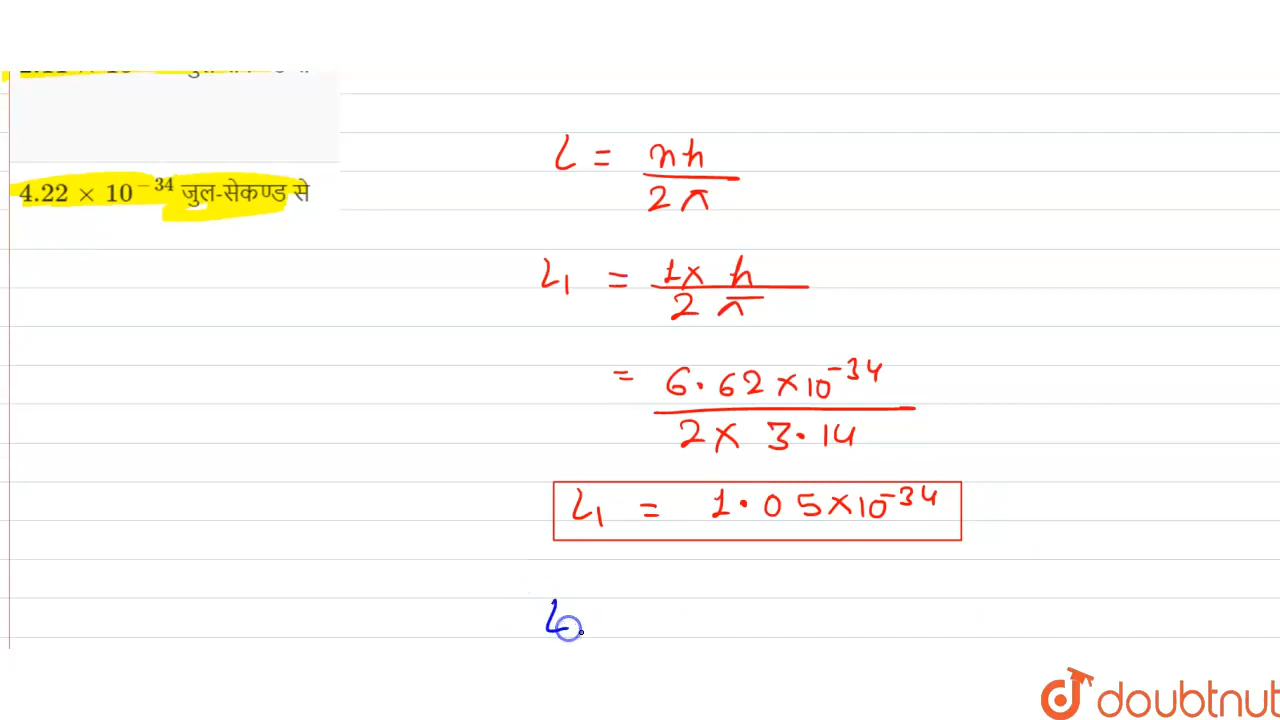 4.22 × 10⁻³⁴ जुल-सेकण्ड से
L = nh
2π
L₁ = 1× h
2 π
= 6.62×10⁻³⁴
2× 3.14
L₁ = 1.05×10⁻³⁴
L
doubtnut